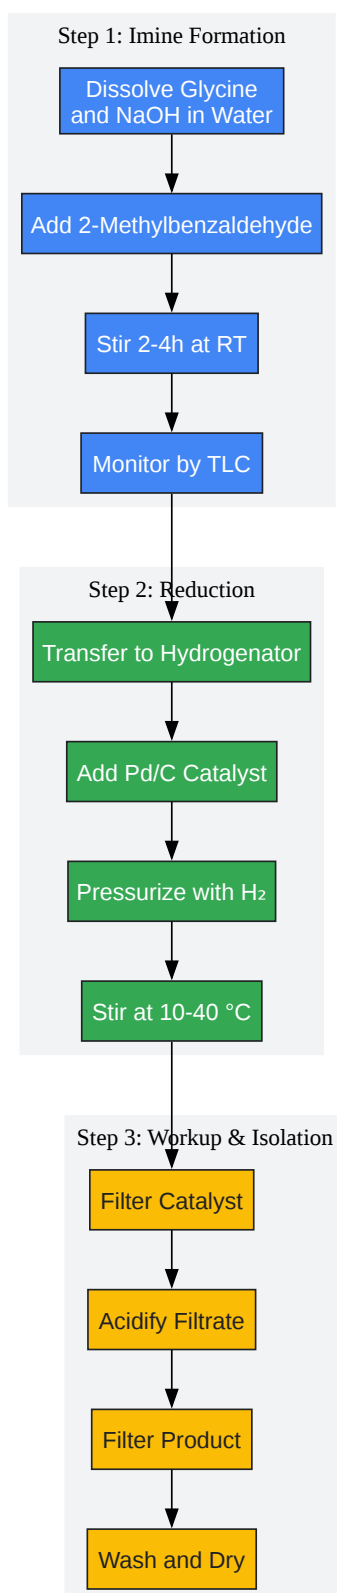 Step 1: Imine Formation
Dissolve Glycine
and NaOH in Water
Add 2-Methylbenzaldehyde
Stir 2-4h at RT
Monitor by TLC
Step 2: Reduction
Transfer to Hydrogenator
Add Pd/C Catalyst
Pressurize with H₂
Stir at 10-40 °C
Step 3: Workup & Isolation
Filter Catalyst
Acidify Filtrate
Filter Product
Wash and Dry